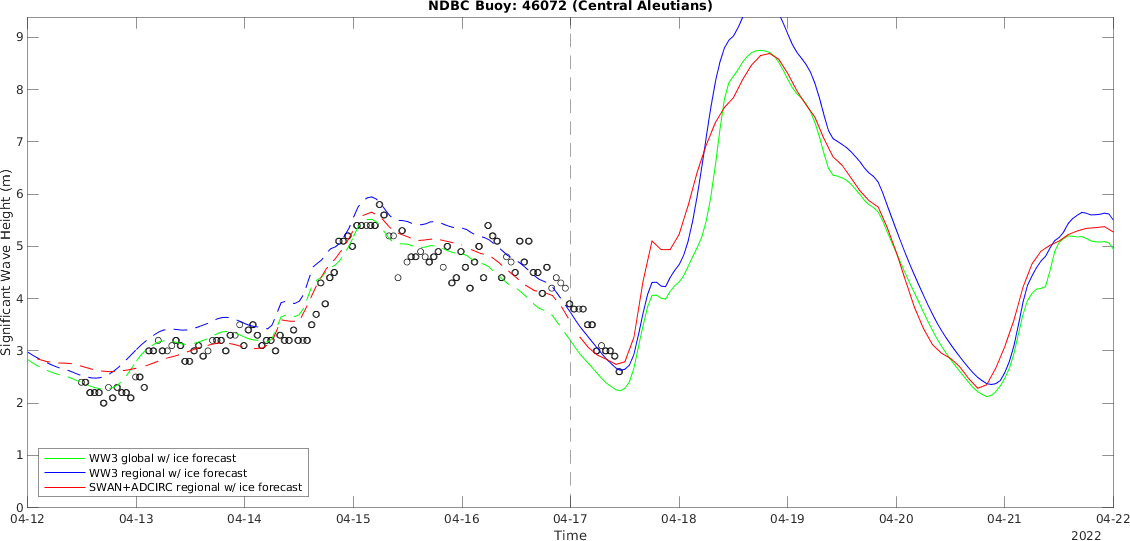 NDBC Buoy: 46072 (Central Aleutians)
9
8
7
6
5
4
3
2
1
0
Significant Wave Height (m)
WW3 global w/ ice forecast
WW3 regional w/ ice forecast
SWAN+ADCIRC regional w/ ice forecast
04-12 04-13 04-14 04-15 04-16 04-17 04-18 04-19 04-20 04-21 04-22
Time
2022